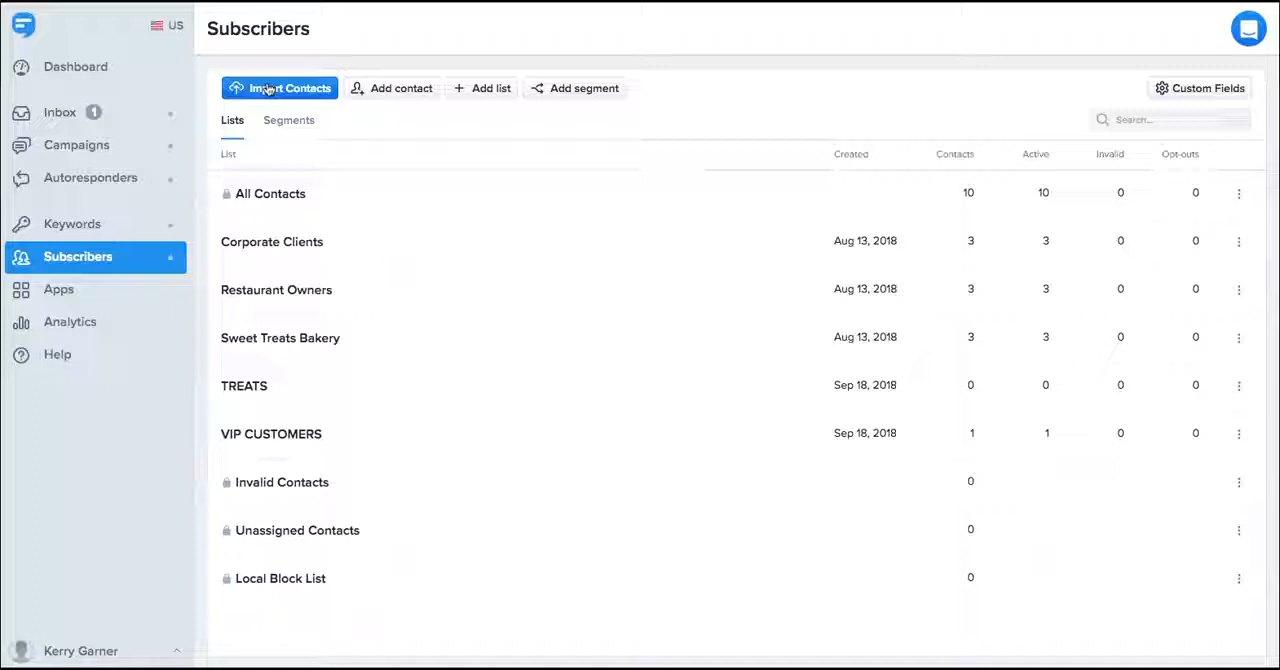 US
Subscribers
Dashboard
Inbox 1
Campaigns
Autoresponders
Keywords
Subscribers
Apps
Analytics
Help
Kerry Garner
Import Contacts Add contact Add list Add segment Custom Fields
Lists Segments Search...
List Created Contacts Active Invalid Opt-outs
All Contacts 10 10 0 0
Corporate Clients Aug 13, 2018 3 3 0 0
Restaurant Owners Aug 13, 2018 3 3 0 0
Sweet Treats Bakery Aug 13, 2018 3 3 0 0
TREATS Sep 18, 2018 0 0 0 0
VIP CUSTOMERS Sep 18, 2018 1 1 0 0
Invalid Contacts 0
Unassigned Contacts 0
Local Block List 0